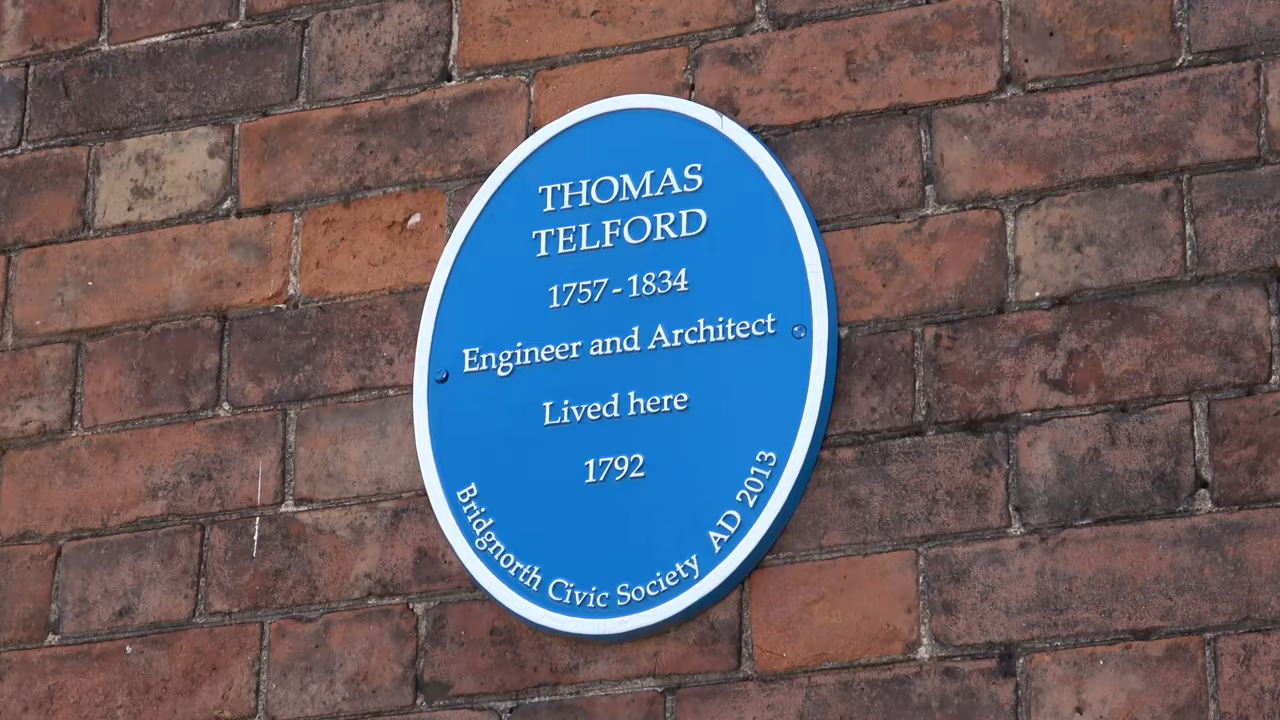 THOMAS
TELFORD
1757 - 1834
Engineer and Architect
Lived here
1792
Bridgnorth Civic Society AD 2013